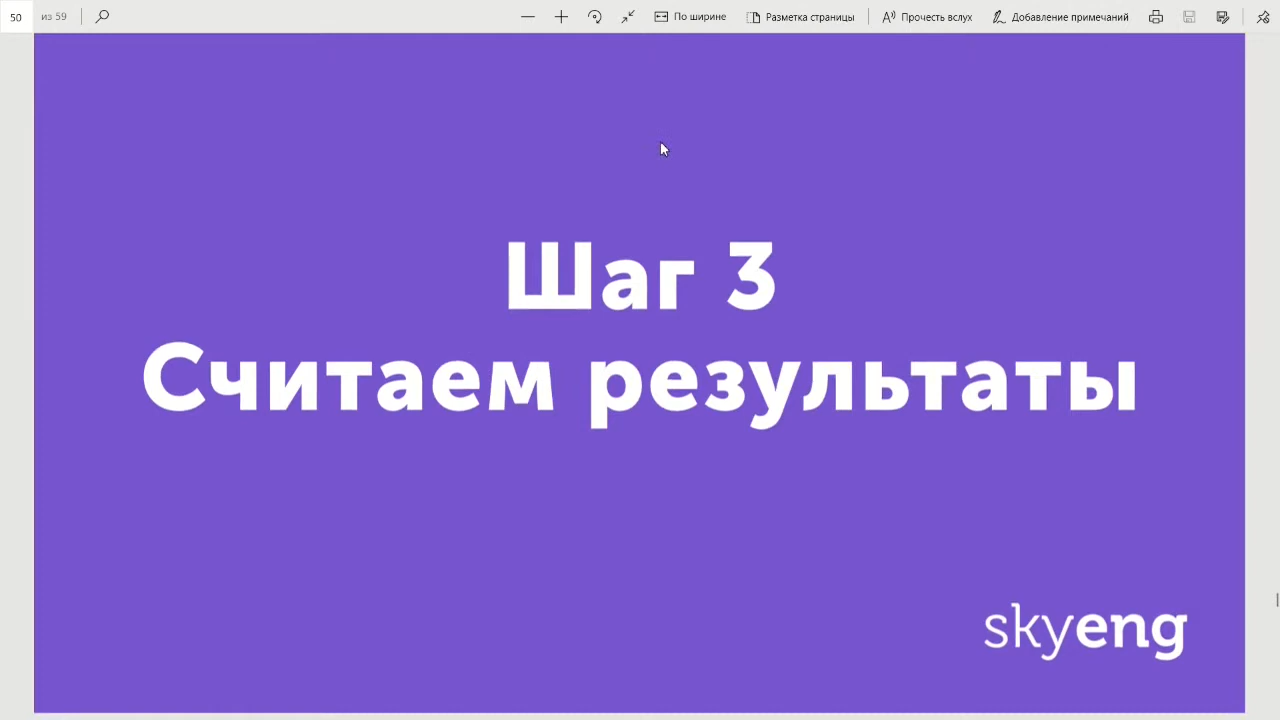 50 из 59 По ширине Разметка страницы Прочесть вслух Добавление примечаний
Шаг 3
Считаем результаты
skyeng